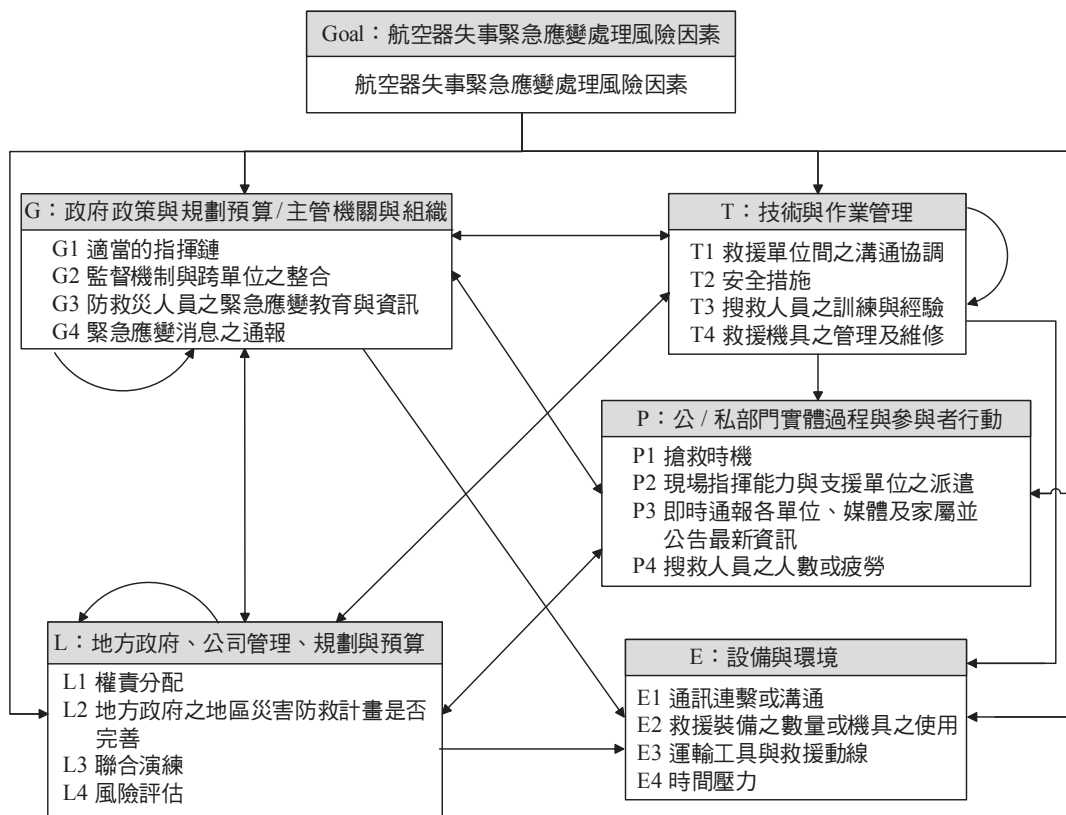 Goal：航空器失事緊急應變處理風險因素
航空器失事緊急應變處理風險因素
G：政府政策與規劃預算/主管機關與組織
G1 適當的指揮鏈
G2 監督機制與跨單位之整合
G3 防救災人員之緊急應變教育與資訊
G4 緊急應變消息之通報
T：技術與作業管理
T1 救援單位間之溝通協調
T2 安全措施
T3 搜救人員之訓練與經驗
T4 救援機具之管理及維修
P：公 / 私部門實體過程與參與者行動
P1 搶救時機
P2 現場指揮能力與支援單位之派遣
P3 即時通報各單位、媒體及家屬並
公告最新資訊
P4 搜救人員之人數或疲勞
L：地方政府、公司管理、規劃與預算
L1 權責分配
L2 地方政府之地區災害防救計畫是否
完善
L3 聯合演練
L4 風險評估
E：設備與環境
E1 通訊連繫或溝通
E2 救援裝備之數量或機具之使用
E3 運輸工具與救援動線
E4 時間壓力